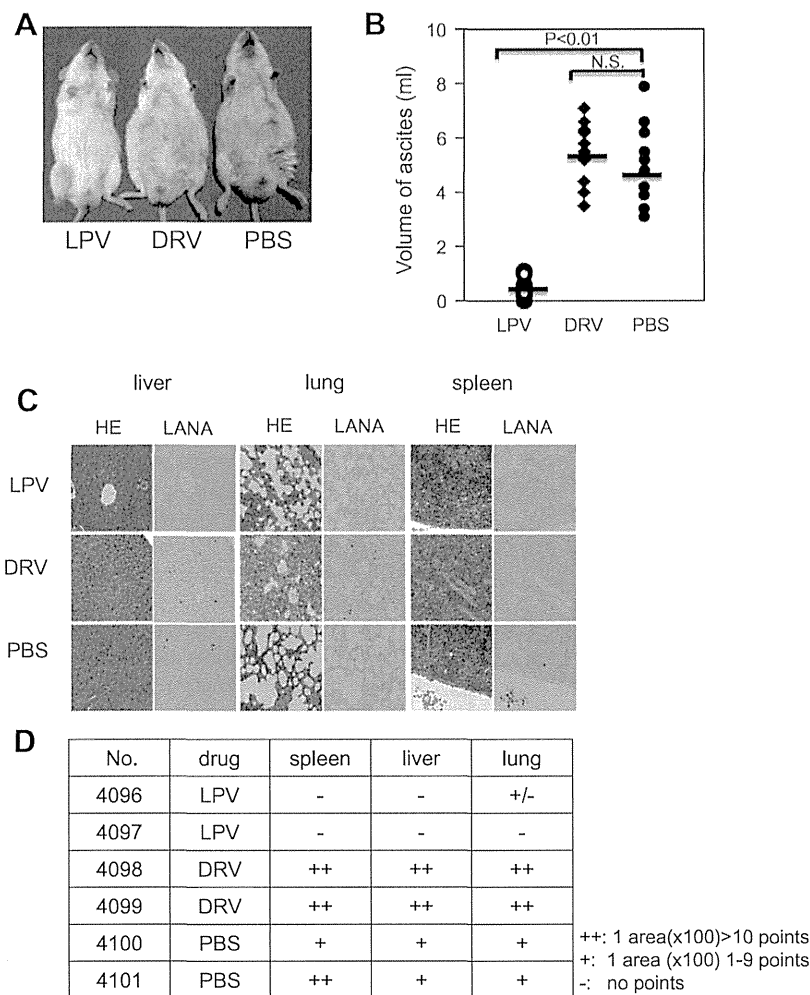 A
LPV DRV PBS
B
Volume of ascites (ml)
10
8
6
4
2
0
P<0.01
N.S.
LPV DRV PBS
C
liver lung spleen
HE LANA HE LANA HE LANA
LPV
DRV
PBS
D
No. drug spleen liver lung
4096 LPV - - +/-
4097 LPV - - -
4098 DRV ++ ++ ++
4099 DRV ++ ++ ++
4100 PBS + + +
4101 PBS ++ + +
++: 1 area(x100)>10 points
+: 1 area (x100) 1-9 points
-: no points